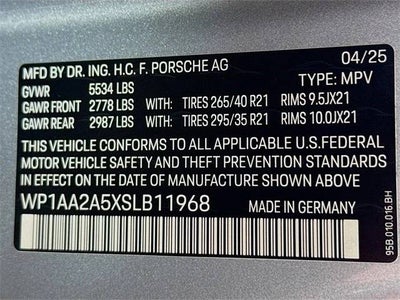 MFD BY DR. ING. H.C. F. PORSCHE AG 04/25
GVWR 5534 LBS TYPE: MPV
GAWR FRONT 2778 LBS WITH: TIRES 265/40 R21 RIMS 9.5JX21
GAWR REAR 2987 LBS WITH: TIRES 295/35 R21 RIMS 10.0JX21
THIS VEHICLE CONFORMS TO ALL APPLICABLE U.S.FEDERAL
MOTOR VEHICLE SAFETY AND THEFT PREVENTION STANDARDS
IN EFFECT ON THE DATE OF MANUFACTURE SHOWN ABOVE
WP1AA2A5XSLB11968 MADE IN GERMANY
95B.010.016.BH